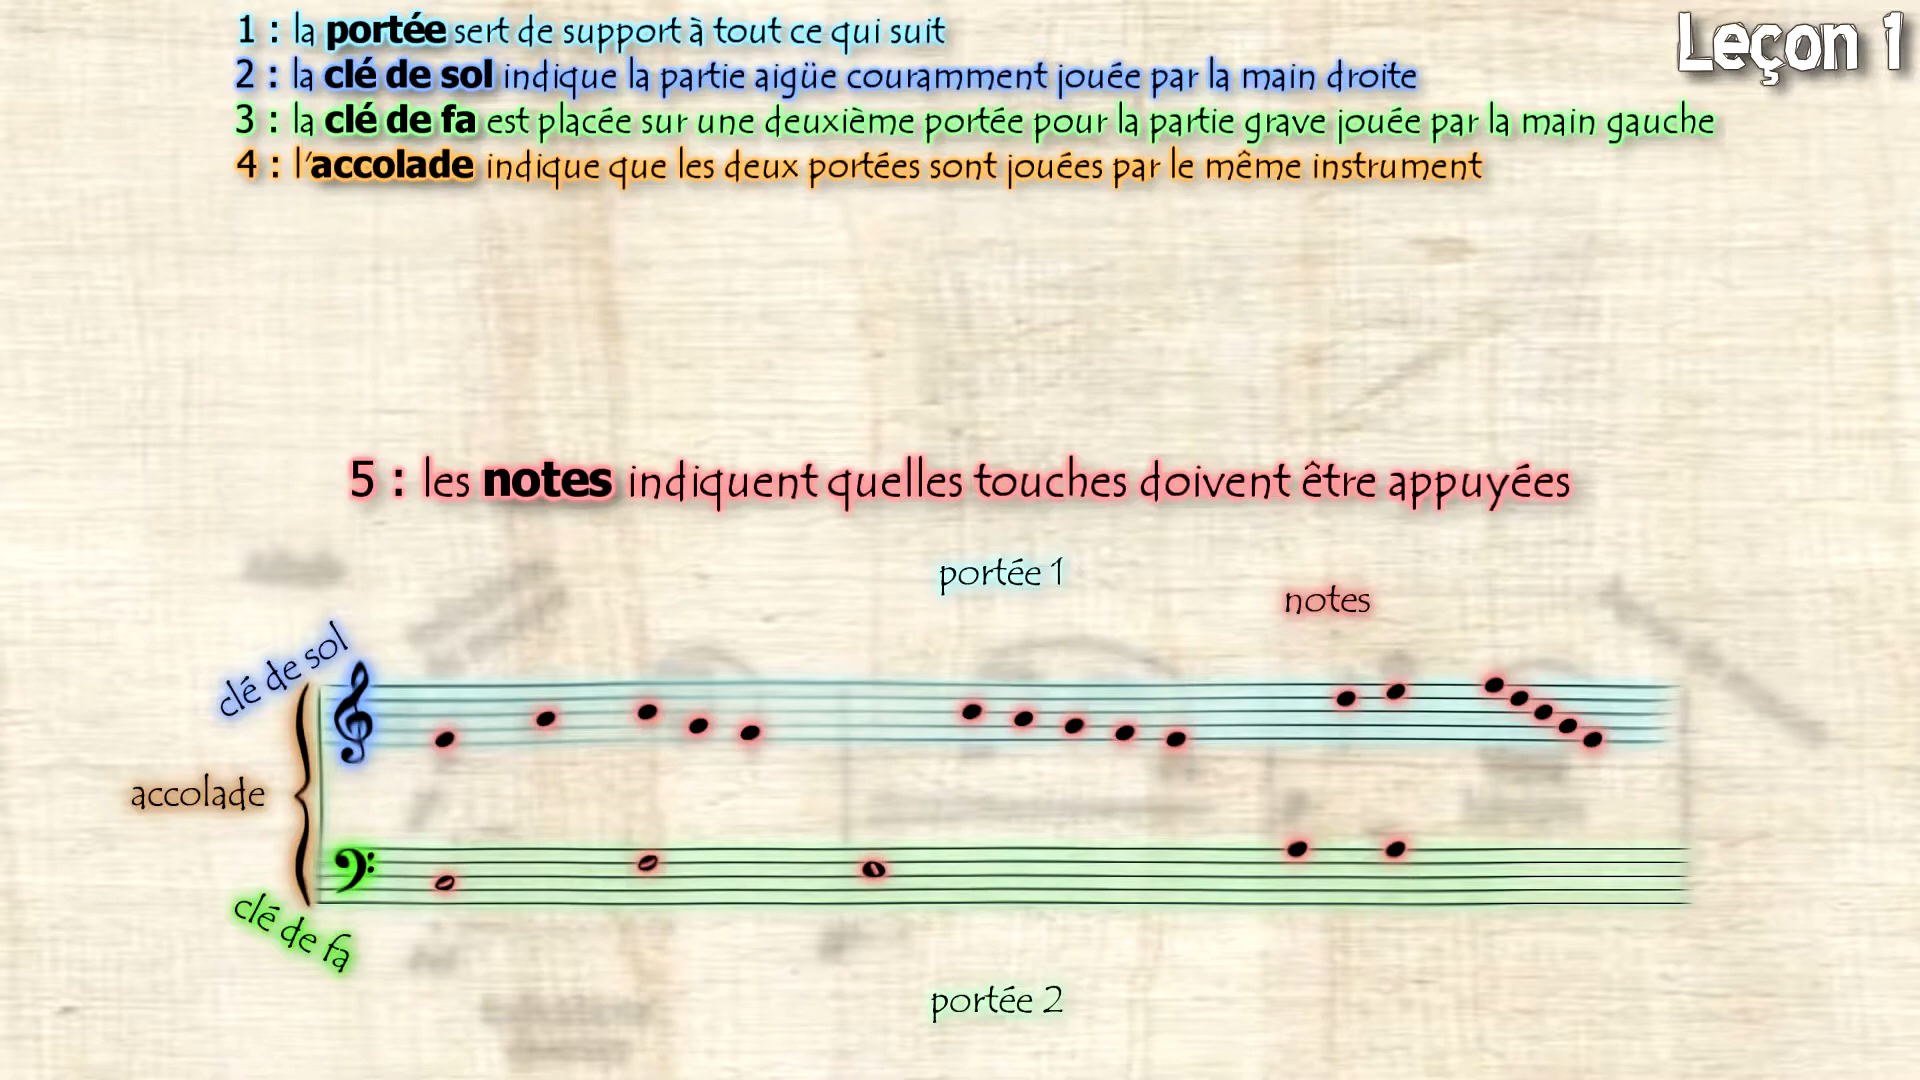 Leçon 1
1 : la portée sert de support à tout ce qui suit
2 : la clé de sol indique la partie aigüe couramment jouée par la main droite
3 : la clé de fa est placée sur une deuxième portée pour la partie grave jouée par la main gauche
4 : l'accolade indique que les deux portées sont jouées par le même instrument
5 : les notes indiquent quelles touches doivent être appuyées
portée 1
notes
clé de sol
accolade
clé de fa
portée 2